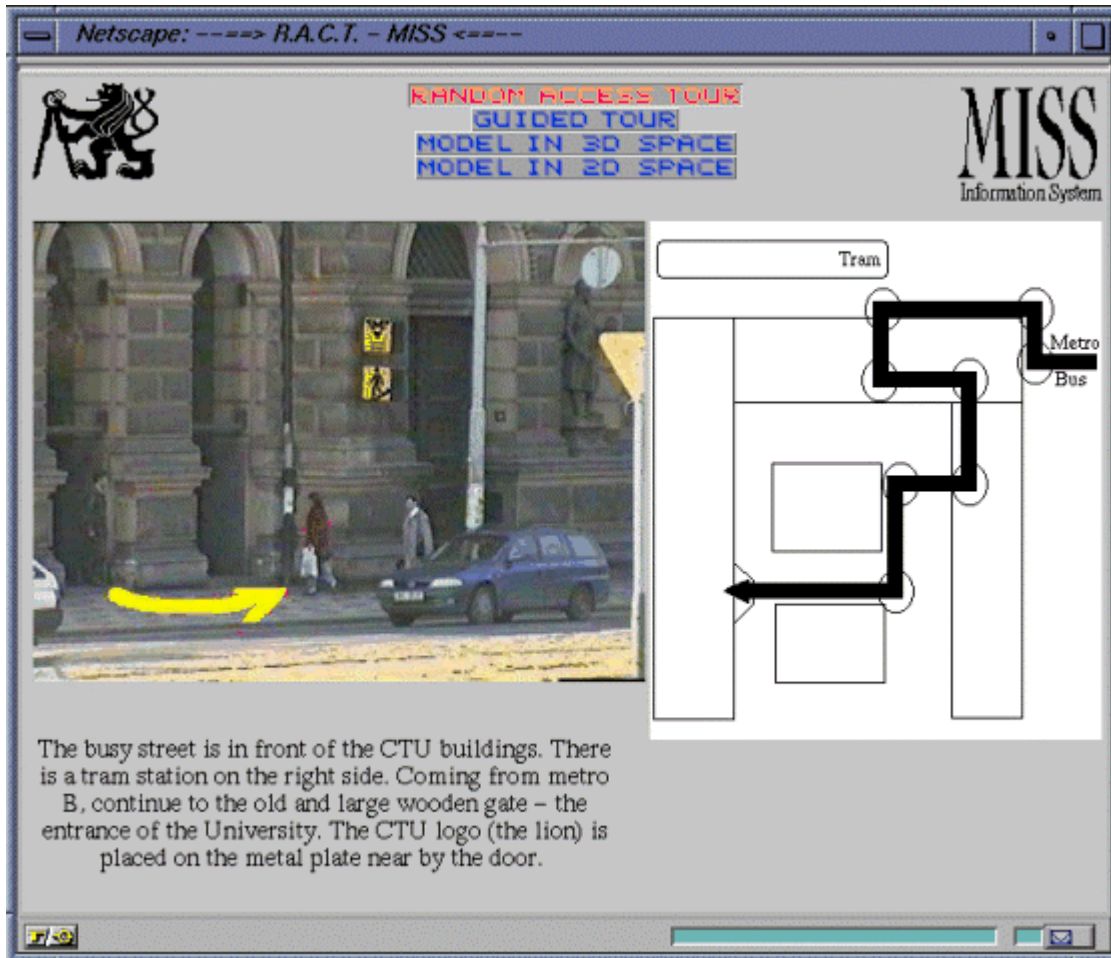 Netscape: --==> R.A.C.T. – MISS <==--
RANDOM ACCESS TOUR
GUIDED TOUR
MODEL IN 3D SPACE
MODEL IN 2D SPACE
MISS
Information System
Tram
Metro
Bus
The busy street is in front of the CTU buildings. There
is a tram station on the right side. Coming from metro
B, continue to the old and large wooden gate – the
entrance of the University. The CTU logo (the lion) is
placed on the metal plate near by the door.